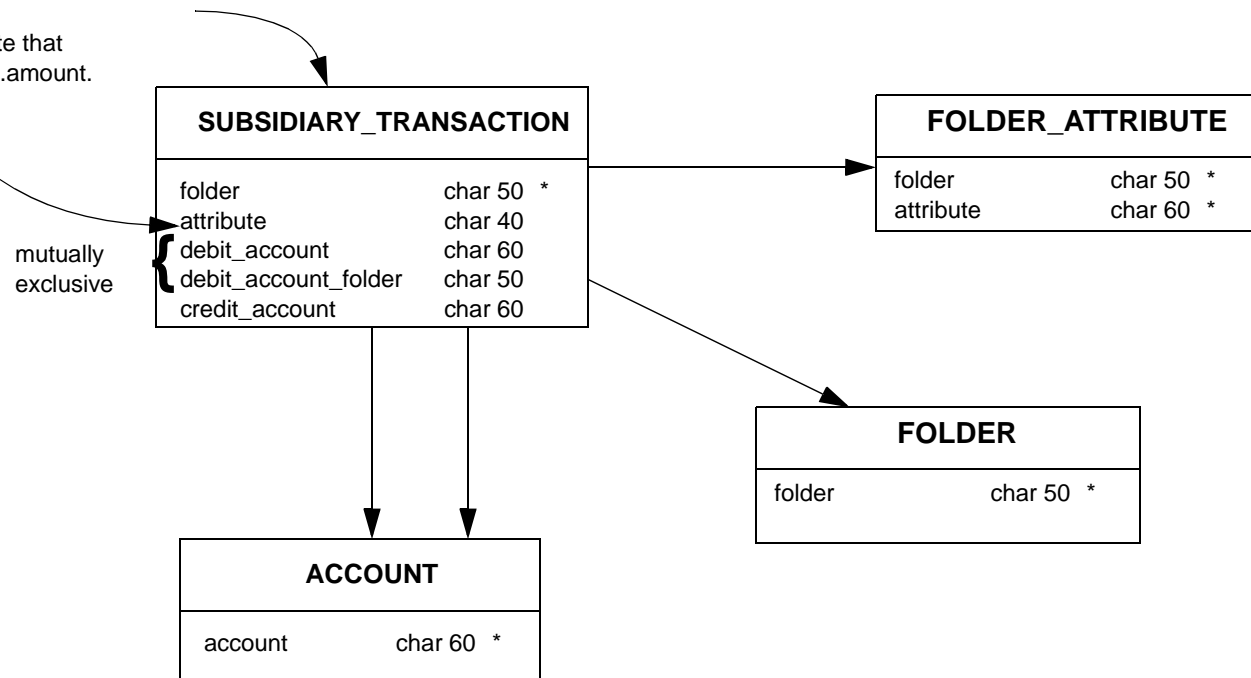 te that
.amount.
SUBSIDIARY_TRANSACTION
folder char 50 *
attribute char 40
debit_account char 60
debit_account_folder char 50
credit_account char 60
mutually
exclusive
{
FOLDER_ATTRIBUTE
folder char 50 *
attribute char 60 *
FOLDER
folder char 50 *
ACCOUNT
account char 60 *